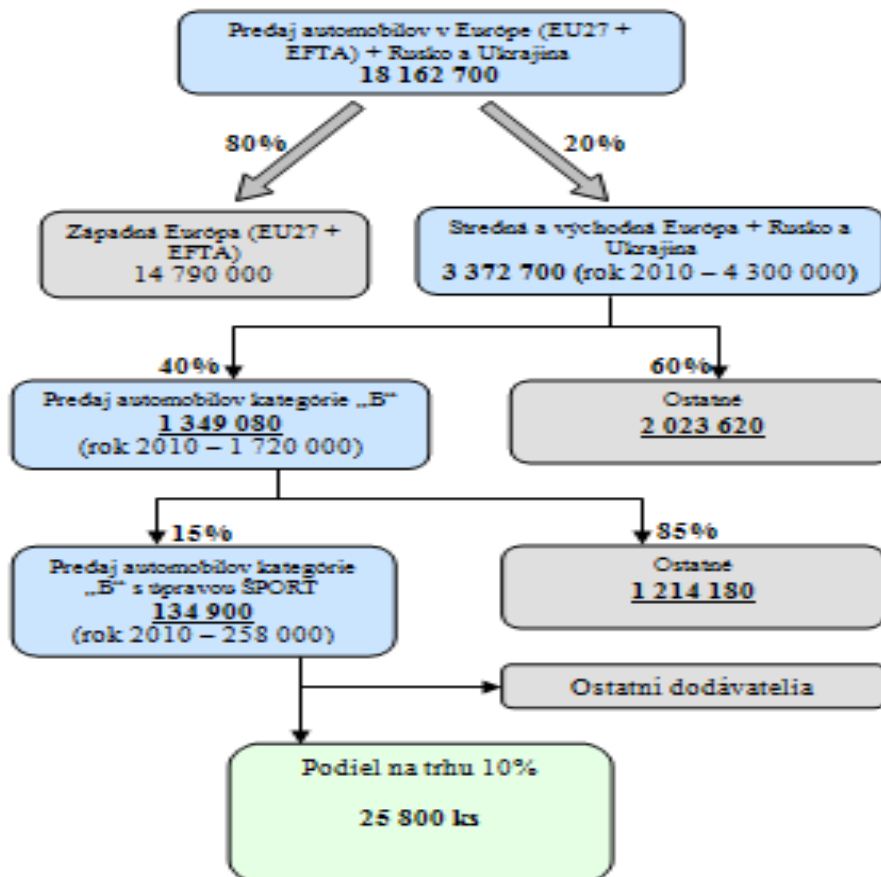 Predaj automobilov v Európe (EU27 +
EFTA) + Rusko a Ukrajina
18 162 700
80%
20%
Západná Európa (EU27 +
EFTA)
14 790 000
Stredná a východná Európa + Rusko a
Ukrajina
3 372 700 (rok 2010 – 4 300 000)
40%
60%
Predaj automobilov kategórie „B“
1 349 080
(rok 2010 – 1 720 000)
Ostatné
2 023 620
15%
85%
Predaj automobilov kategórie
„B“ s úpravou ŠPORT
134 900
(rok 2010 – 258 000)
Ostatné
1 214 180
Ostatní dodávatelia
Podiel na trhu 10%
25 800 ks